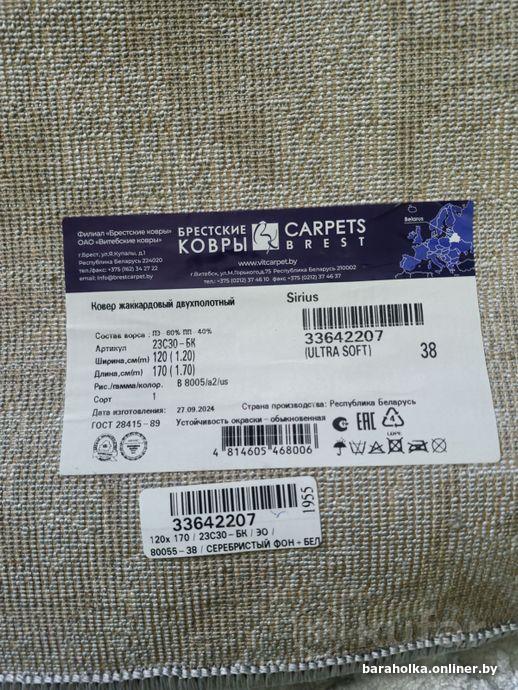 Филиал «Брестские ковры»
ОАО «Витебские ковры»
г.Брест, ул.Я.Купалы, д.1
Республика Беларусь 224020
тел./факс: +375 (162) 34 27 22
email: info@brestcarpet.by
БРЕСТСКИЕ
КОВРЫ
CARPETS
BREST
www.vitcarpet.by
г.Витебск, ул.М.Горького,д.75 Республика Беларусь 210002
тел.: +375 (0212) 37 46 10 факс: +375 (0212) 37 46 37
Belarus
Ковер жаккардовый двухполотный
Sirius
Состав ворса : ПЭ- 60% ПП- 40%
Артикул 23С30-БК
Ширина,см(m) 120 ( 1.20)
Длина,см(m) 170 ( 1.70)
Рис./гамма/колор. В 8005/a2/us
Сорт 1
Дата изготовления 27.09.2024
ГОСТ 28415-89
33642207
(ULTRA SOFT)
38
Страна производства: Республика Беларусь
Устойчивость окраски - обыкновенная
4 814605 468006
EAC
4
LDPE
33642207
1955
120x 170 / 23С30-БК / ЭО /
80055-38 / СЕРЕБРИСТЫЙ ФОН + БЕЛ
kufar
baraholka.onliner.by